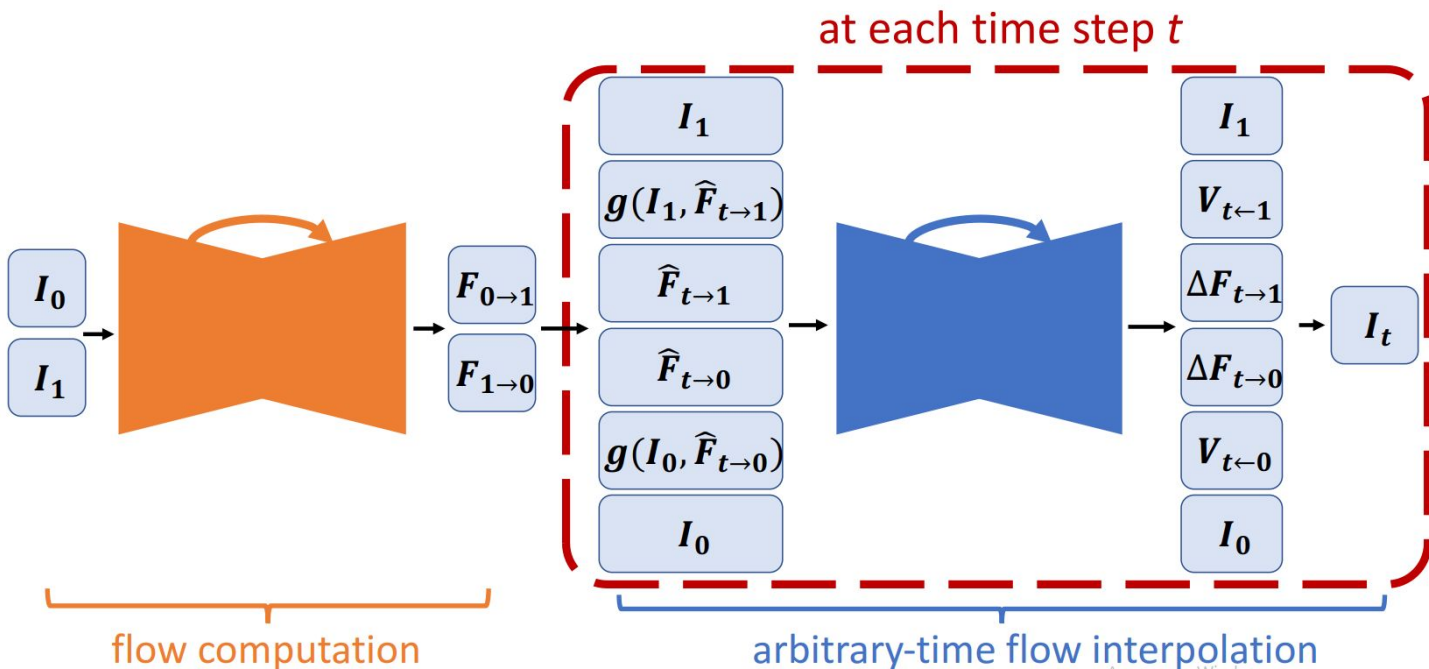 at each time step t
I₀
I₁
F₀→₁
F₁→₀
I₁
g(I₁, F̂ₜ→₁)
F̂ₜ→₁
F̂ₜ→₀
g(I₀, F̂ₜ→₀)
I₀
I₁
Vₜ←₁
ΔFₜ→₁
ΔFₜ→₀
Vₜ←₀
I₀
Iₜ
flow computation
arbitrary-time flow interpolation